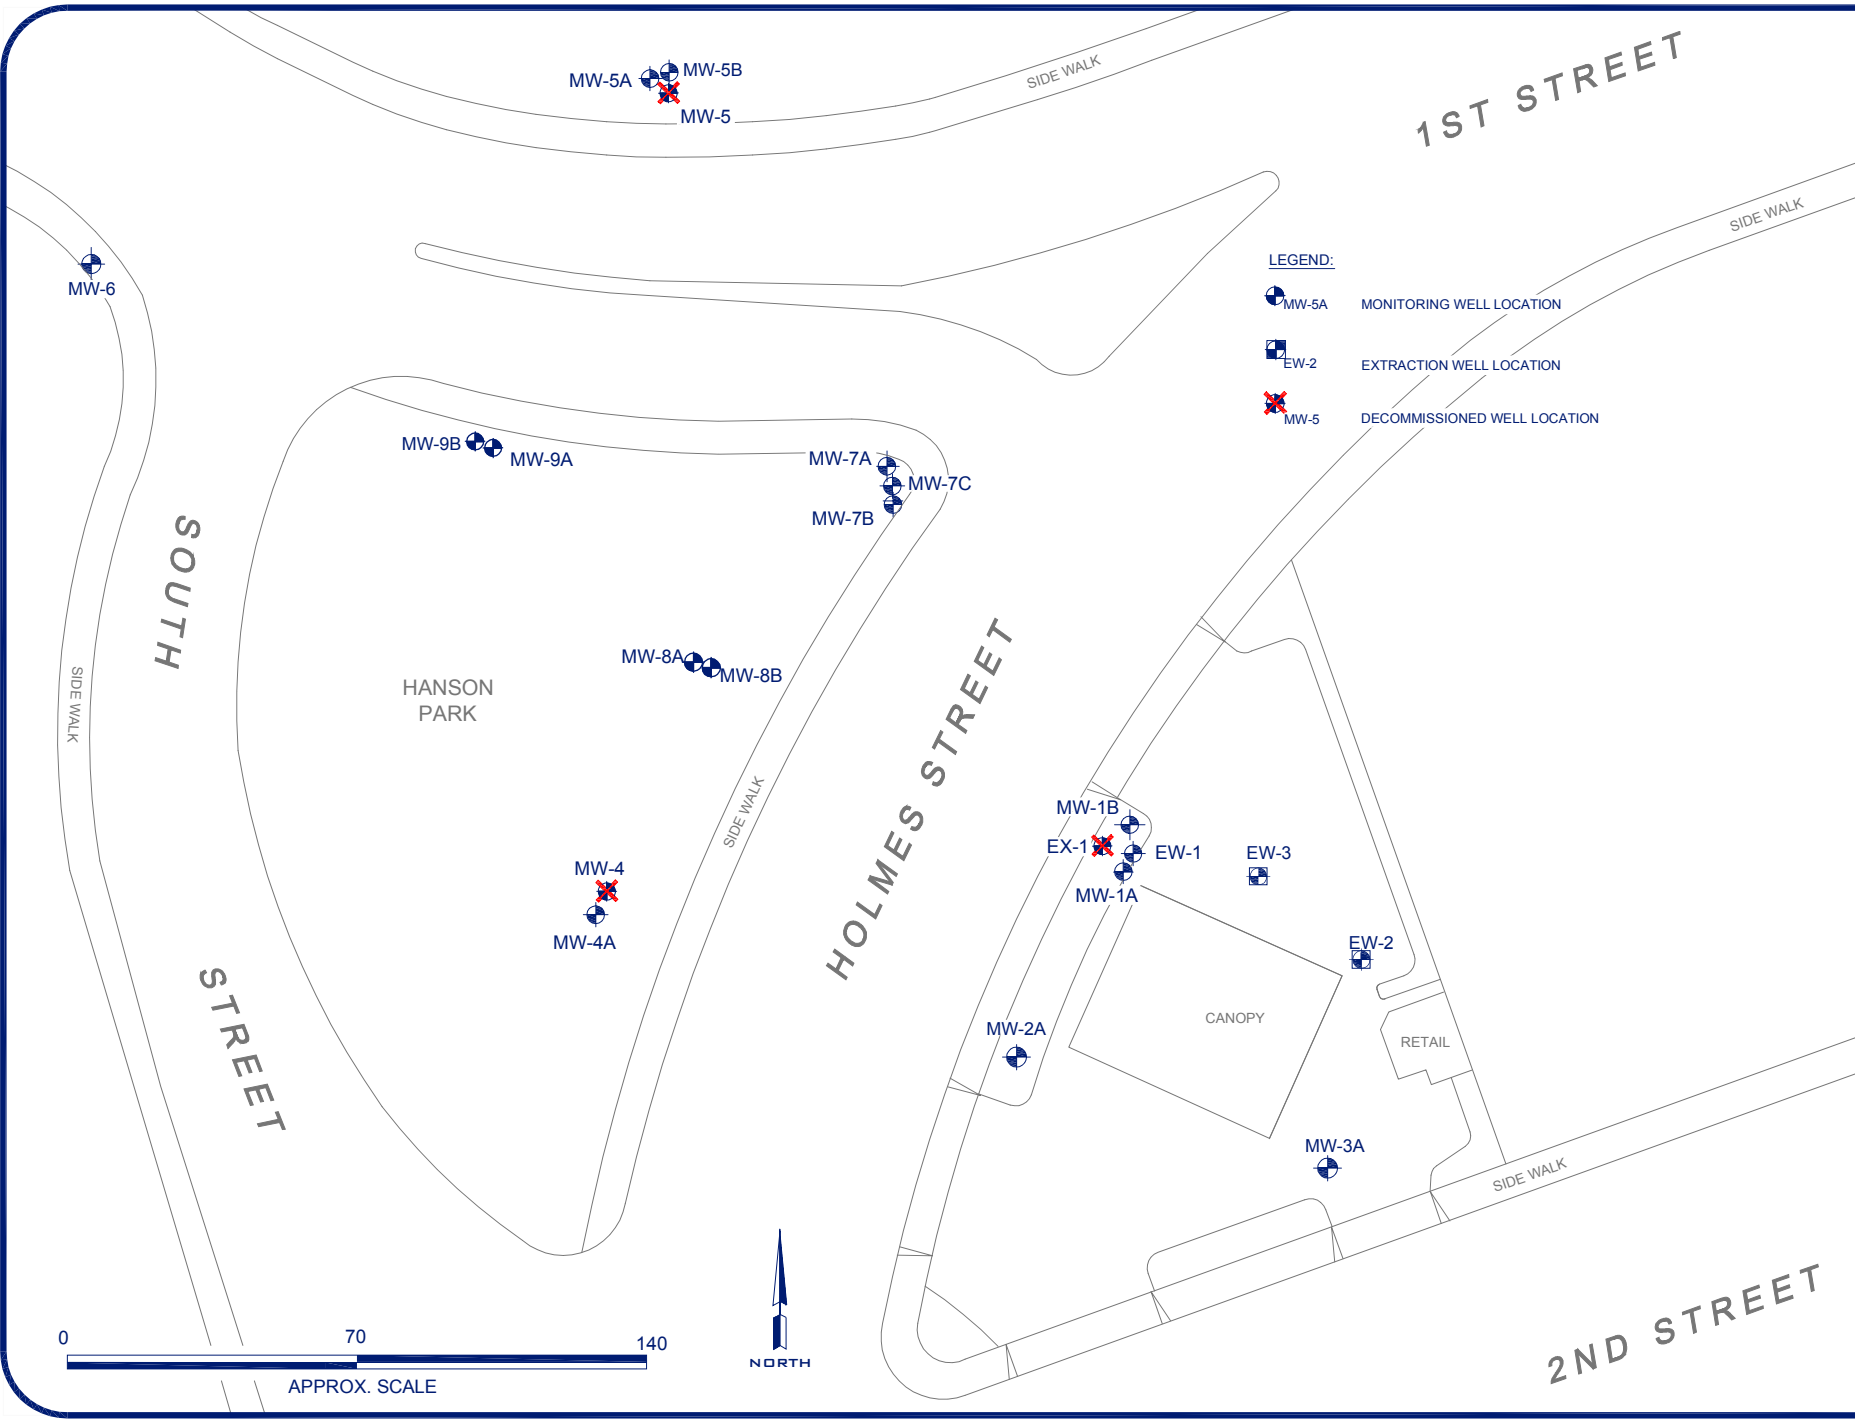 SIDE WALK
1ST STREET
MW-5A
MW-5B
MW-5
SIDE WALK
MW-6
LEGEND:
MW-5A MONITORING WELL LOCATION
EW-2 EXTRACTION WELL LOCATION
MW-5 DECOMMISSIONED WELL LOCATION
MW-9B
MW-9A
MW-7A
MW-7C
MW-7B
SOUTH
STREET
SIDE WALK
HANSON
PARK
MW-8A
MW-8B
HOLMES STREET
SIDE WALK
MW-4
MW-4A
MW-1B
EX-1
EW-1
MW-1A
EW-3
EW-2
MW-2A
CANOPY
RETAIL
MW-3A
SIDE WALK
2ND STREET
0 70 140
APPROX. SCALE
NORTH